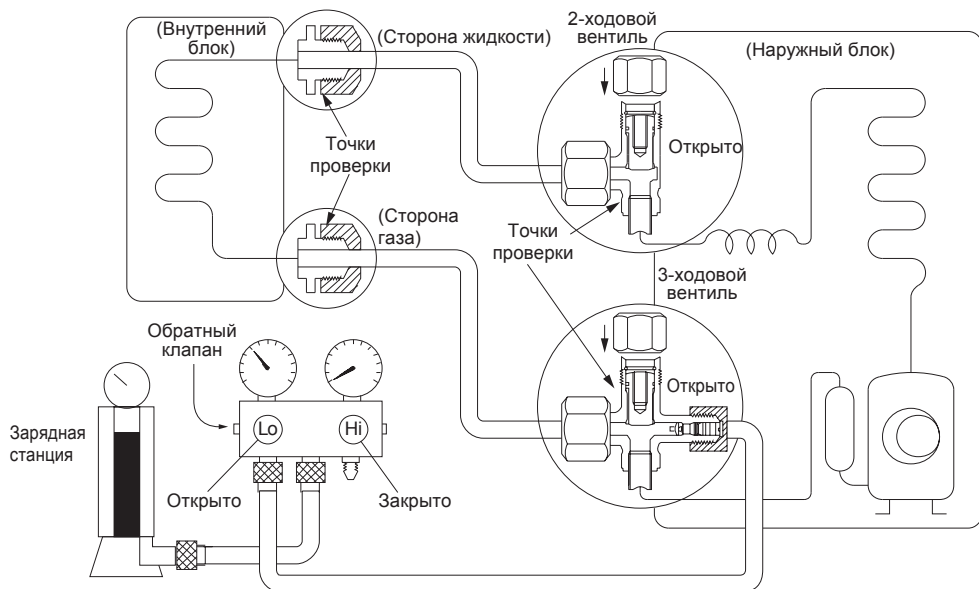 (Внутренний
блок)
(Сторона жидкости)
2-ходовой
вентиль
(Наружный блок)
Открыто
Точки
проверки
(Сторона
газа)
Точки
проверки
3-ходовой
вентиль
Обратный
клапан
Открыто
Зарядная
станция
Lo
Hi
Открыто
Закрыто